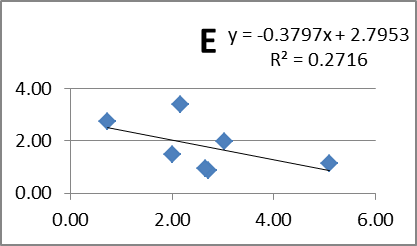 E y = -0.3797x + 2.7953
R² = 0.2716
4.00
2.00
0.00
0.00 2.00 4.00 6.00